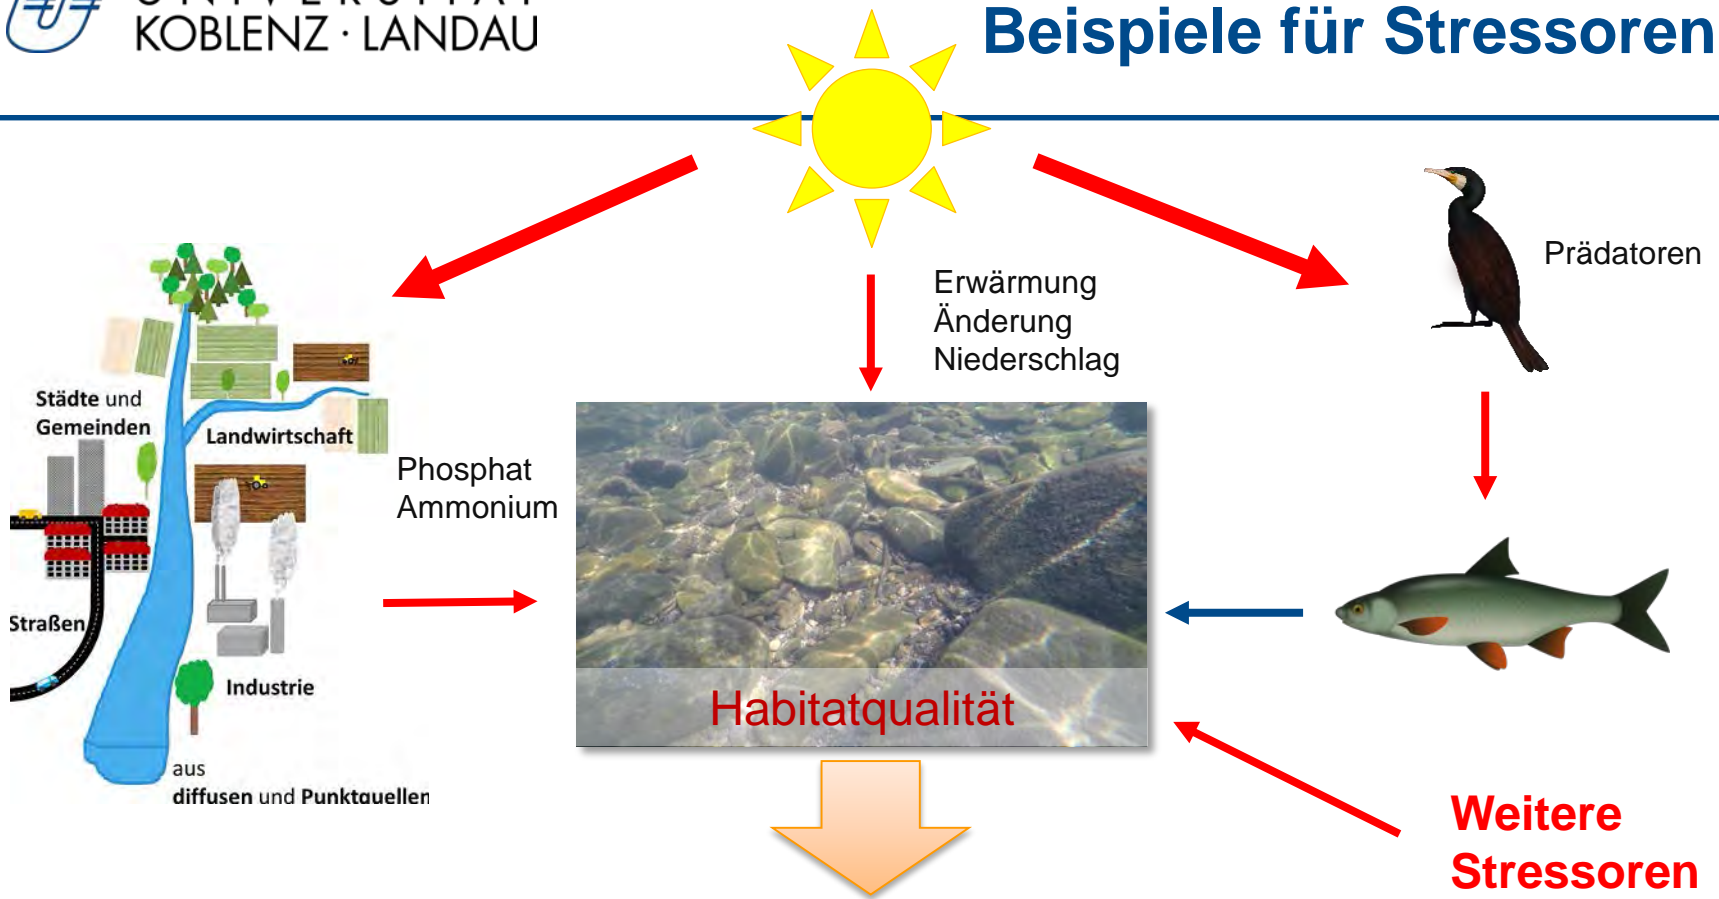 KOBLENZ · LANDAU
Beispiele für Stressoren
Prädatoren
Erwärmung
Änderung
Niederschlag
Städte und
Gemeinden
Landwirtschaft
Phosphat
Ammonium
Straßen
Industrie
aus
diffusen und Punktquellen
Habitatqualität
Weitere
Stressoren